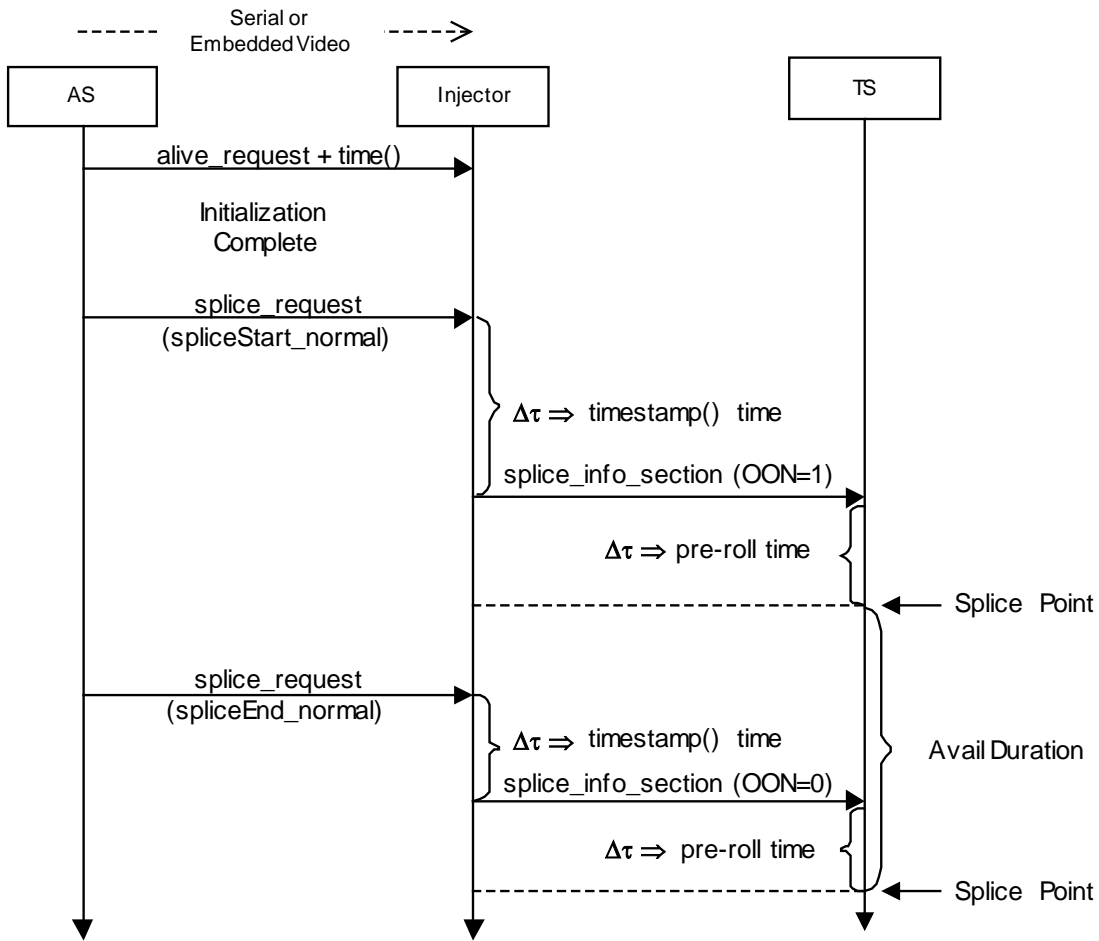 Serial or
Embedded Video
AS
Injector
TS
alive_request + time()
Initialization
Complete
splice_request
(spliceStart_normal)
Δτ ⇒ timestamp() time
splice_info_section (OON=1)
Δτ ⇒ pre-roll time
Splice Point
splice_request
(spliceEnd_normal)
Δτ ⇒ timestamp() time
Avail Duration
splice_info_section (OON=0)
Δτ ⇒ pre-roll time
Splice Point